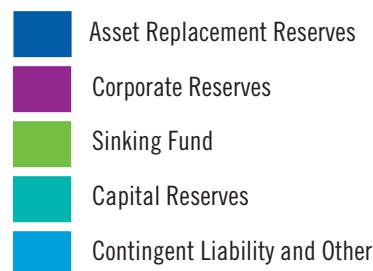 Asset Replacement Reserves
Corporate Reserves
Sinking Fund
Capital Reserves
Contingent Liability and Other